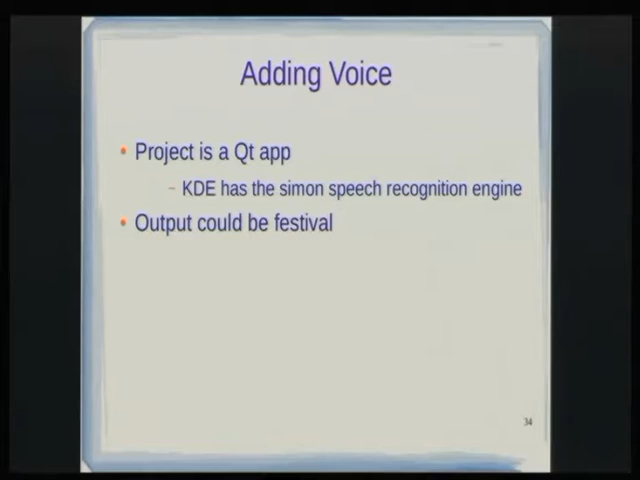 Adding Voice
• Project is a Qt app
– KDE has the simon speech recognition engine
• Output could be festival
34